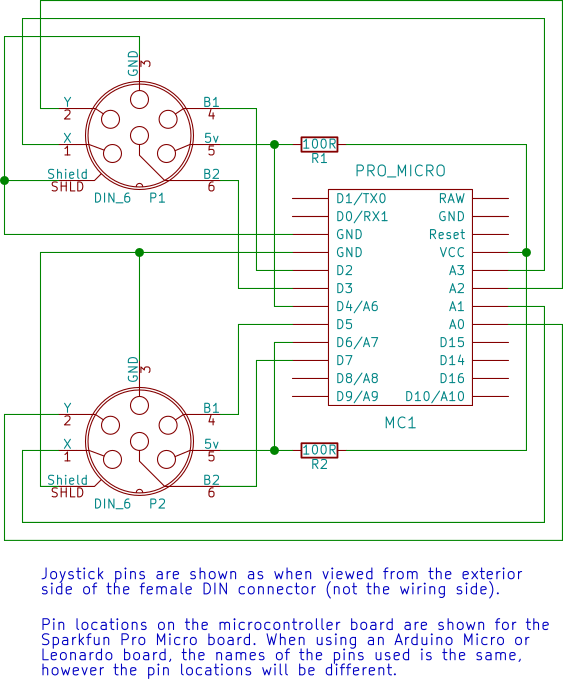 GND
3
Y
2
B1
4
X
1
5v
5
100R
R1
Shield
SHLD
B2
6
DIN_6
P1
PRO_MICRO
D1/TX0
RAW
D0/RX1
GND
GND
Reset
GND
VCC
D2
A3
D3
A2
D4/A6
A1
D5
A0
D6/A7
D15
D7
D14
D8/A8
D16
D9/A9
D10/A10
MC1
GND
3
Y
2
B1
4
X
1
5v
5
100R
R2
Shield
SHLD
B2
6
DIN_6
P2
Joystick pins are shown as when viewed from the exterior
side of the female DIN connector (not the wiring side).
Pin locations on the microcontroller board are shown for the
Sparkfun Pro Micro board. When using an Arduino Micro or
Leonardo board, the names of the pins used is the same,
however the pin locations will be different.